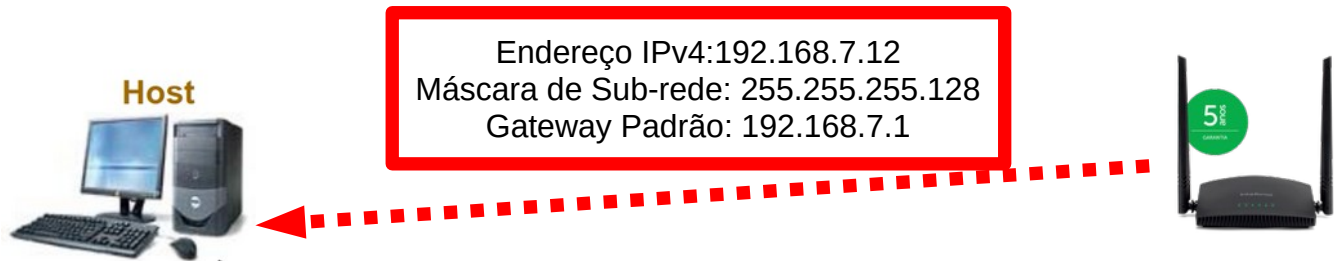 Host
Endereço IPv4:192.168.7.12
Máscara de Sub-rede: 255.255.255.128
Gateway Padrão: 192.168.7.1
5 anos
GARANTIA